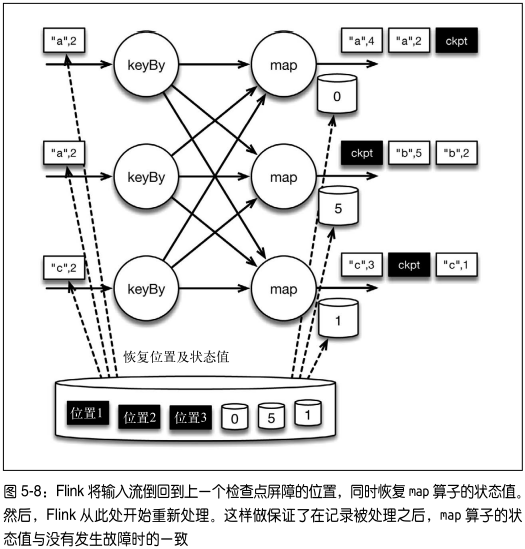 "a",2
"a",4 "a",2 ckpt
keyBy map
0
"a",2
ckpt "b",5 "b",2
keyBy map
5
"c",2
"c",3 ckpt "c",1
keyBy map
1
恢复位置及状态值
位置1 位置2 位置3 0 5 1
图 5-8：Flink 将输入流倒回到上一个检查点屏障的位置，同时恢复 map 算子的状态值。
然后，Flink 从此处开始重新处理。这样做保证了在记录被处理之后，map 算子的状
态值与没有发生故障时的一致